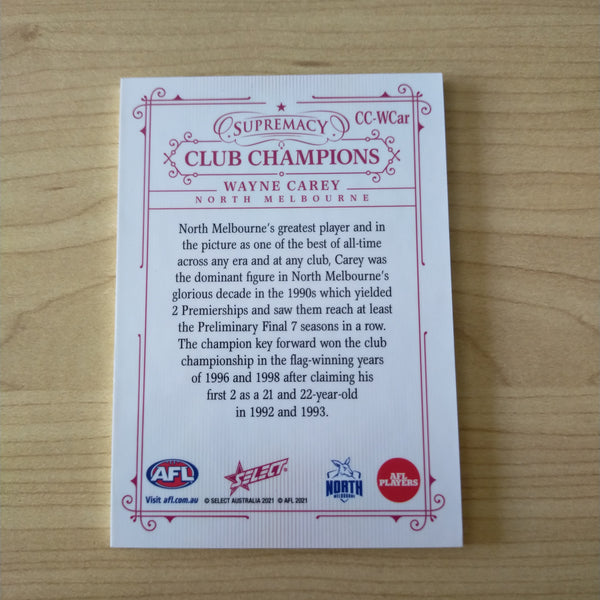 SUPREMACY
CC-WCar
CLUB CHAMPIONS
WAYNE CAREY
NORTH MELBOURNE
North Melbourne's greatest player and in
the picture as one of the best of all-time
across any era and at any club, Carey was
the dominant figure in North Melbourne's
glorious decade in the 1990s which yielded
2 Premierships and saw them reach at least
the Preliminary Final 7 seasons in a row.
The champion key forward won the club
championship in the flag-winning years
of 1996 and 1998 after claiming his
first 2 as a 21 and 22-year-old
in 1992 and 1993.
AFL
SELECT
NORTH
MELBOURNE
AFL
PLAYERS
Visit afl.com.au
© SELECT AUSTRALIA 2021 © AFL 2021